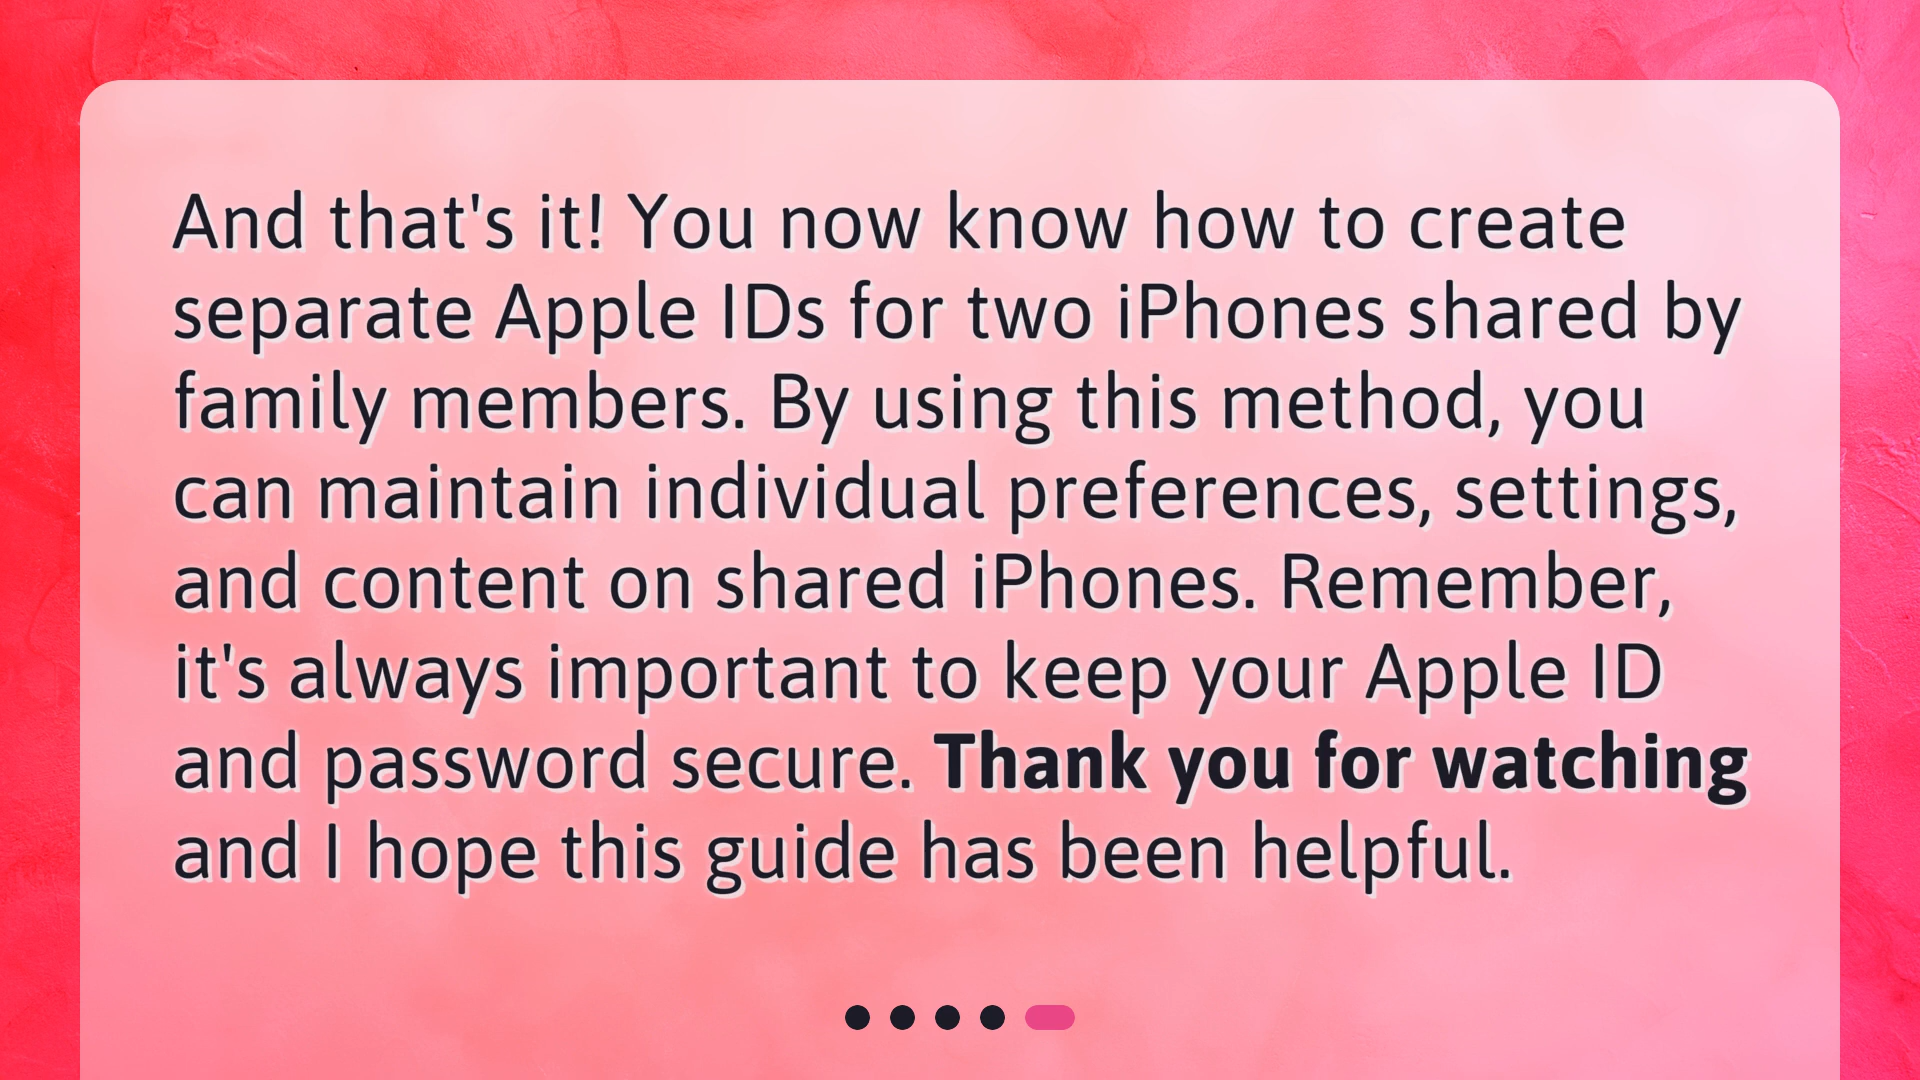 And that's it! You now know how to create
separate Apple IDs for two iPhones shared by
family members. By using this method, you
can maintain individual preferences, settings,
and content on shared iPhones. Remember,
it's always important to keep your Apple ID
and password secure. Thank you for watching
and I hope this guide has been helpful.